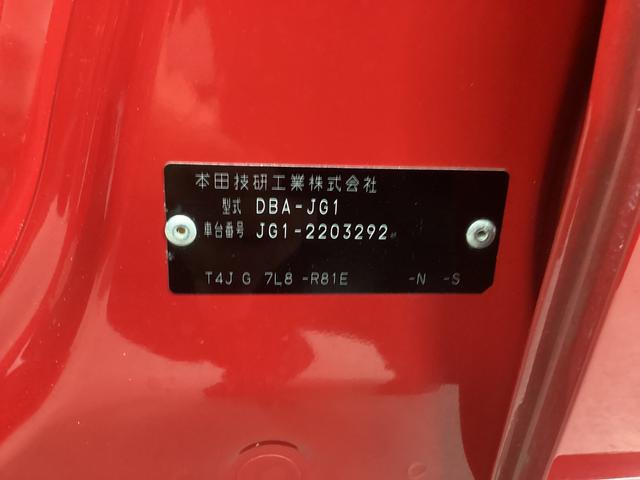 本田技研工業株式会社
型式 DBA-JG1
車台番号 JG1-2203292
T4J G 7L8 -R81E -N -S